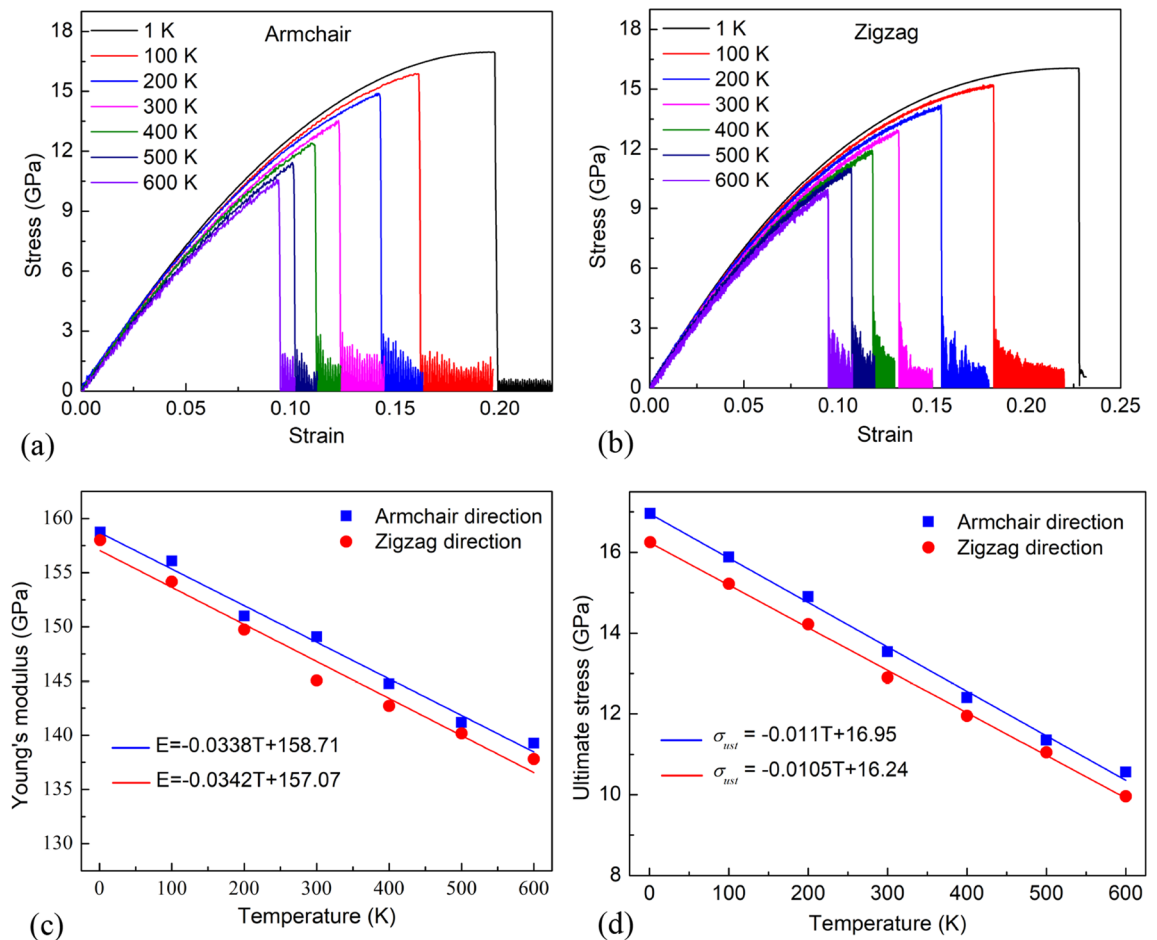 18
15
12
9
6
3
0
Stress (GPa)
1 K
100 K
200 K
300 K
400 K
500 K
600 K
Armchair
0.00
0.05
0.10
0.15
0.20
Strain
(a)
18
15
12
9
6
3
0
Stress (GPa)
1 K
100 K
200 K
300 K
400 K
500 K
600 K
Zigzag
0.00
0.05
0.10
0.15
0.20
0.25
Strain
(b)
160
155
150
145
140
135
130
Young's modulus (GPa)
Armchair direction
Zigzag direction
E=-0.0338T+158.71
E=-0.0342T+157.07
0
100
200
300
400
500
600
Temperature (K)
(c)
16
14
12
10
8
Ultimate stress (GPa)
Armchair direction
Zigzag direction
σust = -0.011T+16.95
σust = -0.0105T+16.24
0
100
200
300
400
500
600
Temperature (K)
(d)